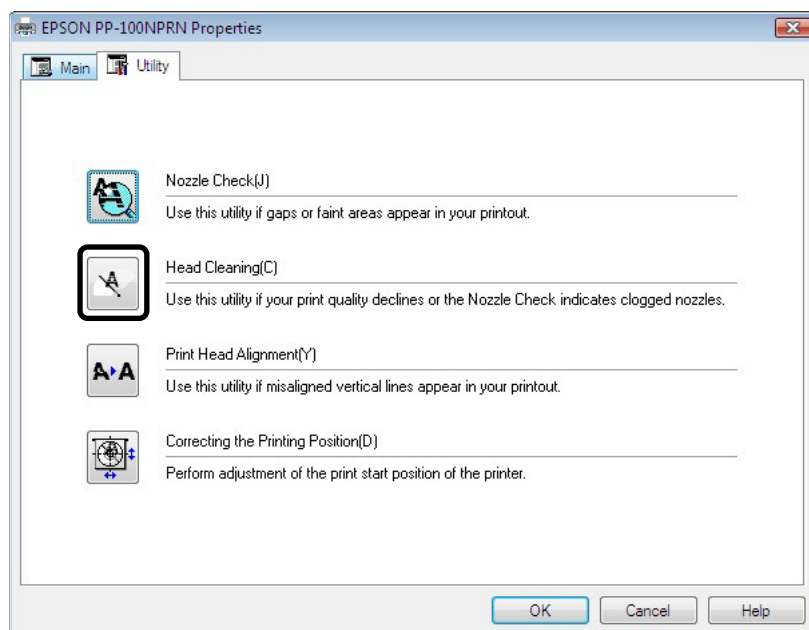 EPSON PP-100NPRN Properties
Main Utility
Nozzle Check(J)
Use this utility if gaps or faint areas appear in your printout.
Head Cleaning(C)
Use this utility if your print quality declines or the Nozzle Check indicates clogged nozzles.
Print Head Alignment(Y)
Use this utility if misaligned vertical lines appear in your printout.
Correcting the Printing Position(D)
Perform adjustment of the print start position of the printer.
OK Cancel Help